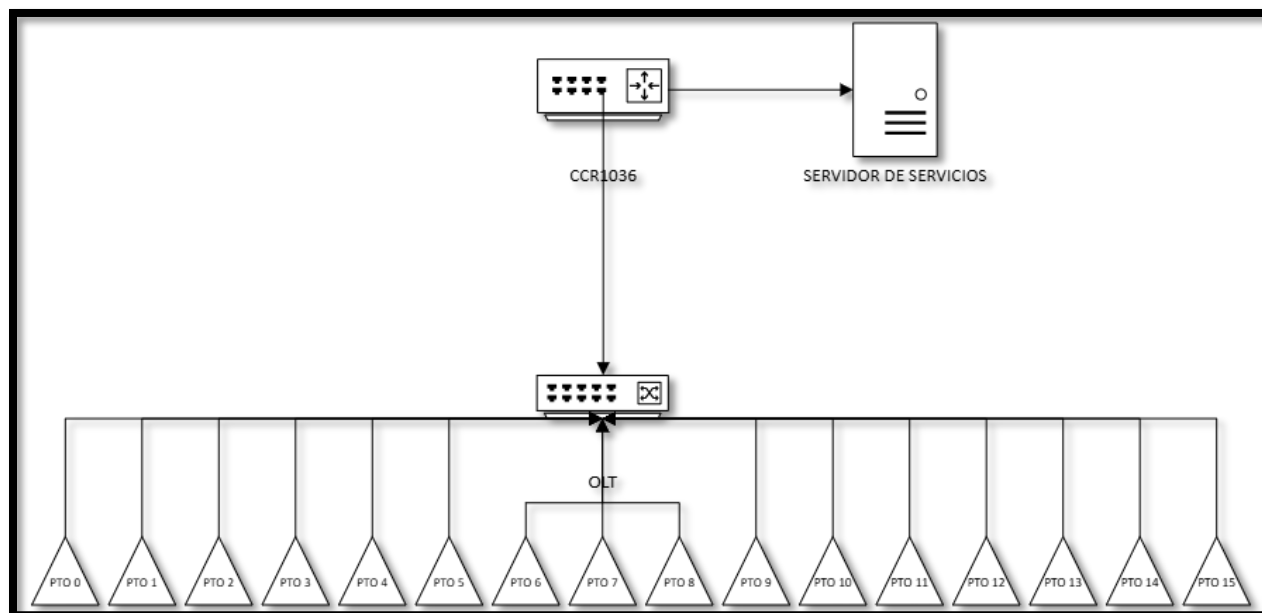 CCR1036
SERVIDOR DE SERVICIOS
OLT
PTO 0
PTO 1
PTO 2
PTO 3
PTO 4
PTO 5
PTO 6
PTO 7
PTO 8
PTO 9
PTO 10
PTO 11
PTO 12
PTO 13
PTO 14
PTO 15